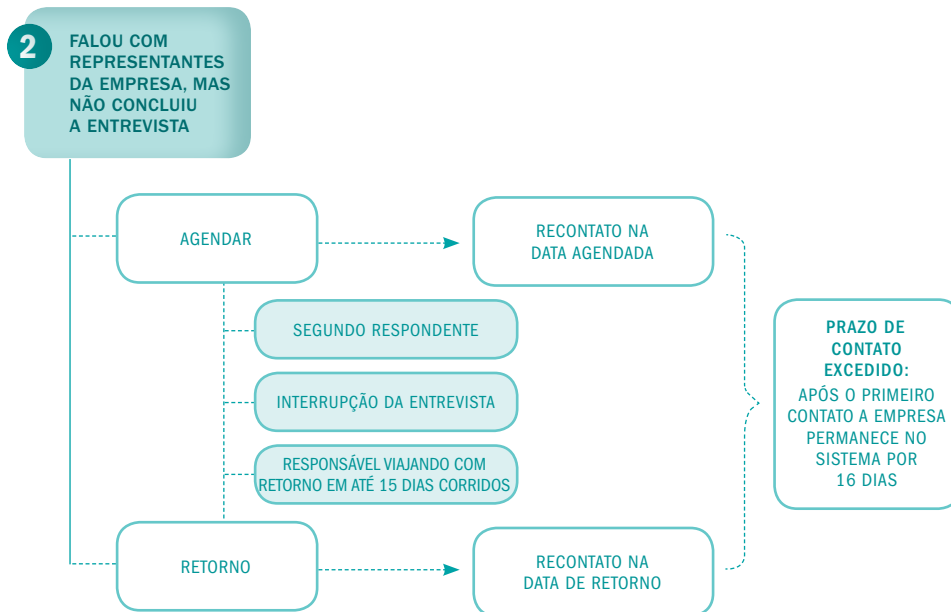 2
FALOU COM
REPRESENTANTES
DA EMPRESA, MAS
NÃO CONCLUIU
A ENTREVISTA
AGENDAR
RECONTATO NA
DATA AGENDADA
SEGUNDO RESPONDENTE
INTERRUPÇÃO DA ENTREVISTA
RESPONSÁVEL VIAJANDO COM
RETORNO EM ATÉ 15 DIAS CORRIDOS
RETORNO
RECONTATO NA
DATA DE RETORNO
PRAZO DE
CONTATO
EXCEDIDO:
APÓS O PRIMEIRO
CONTATO A EMPRESA
PERMANECE NO
SISTEMA POR
16 DIAS